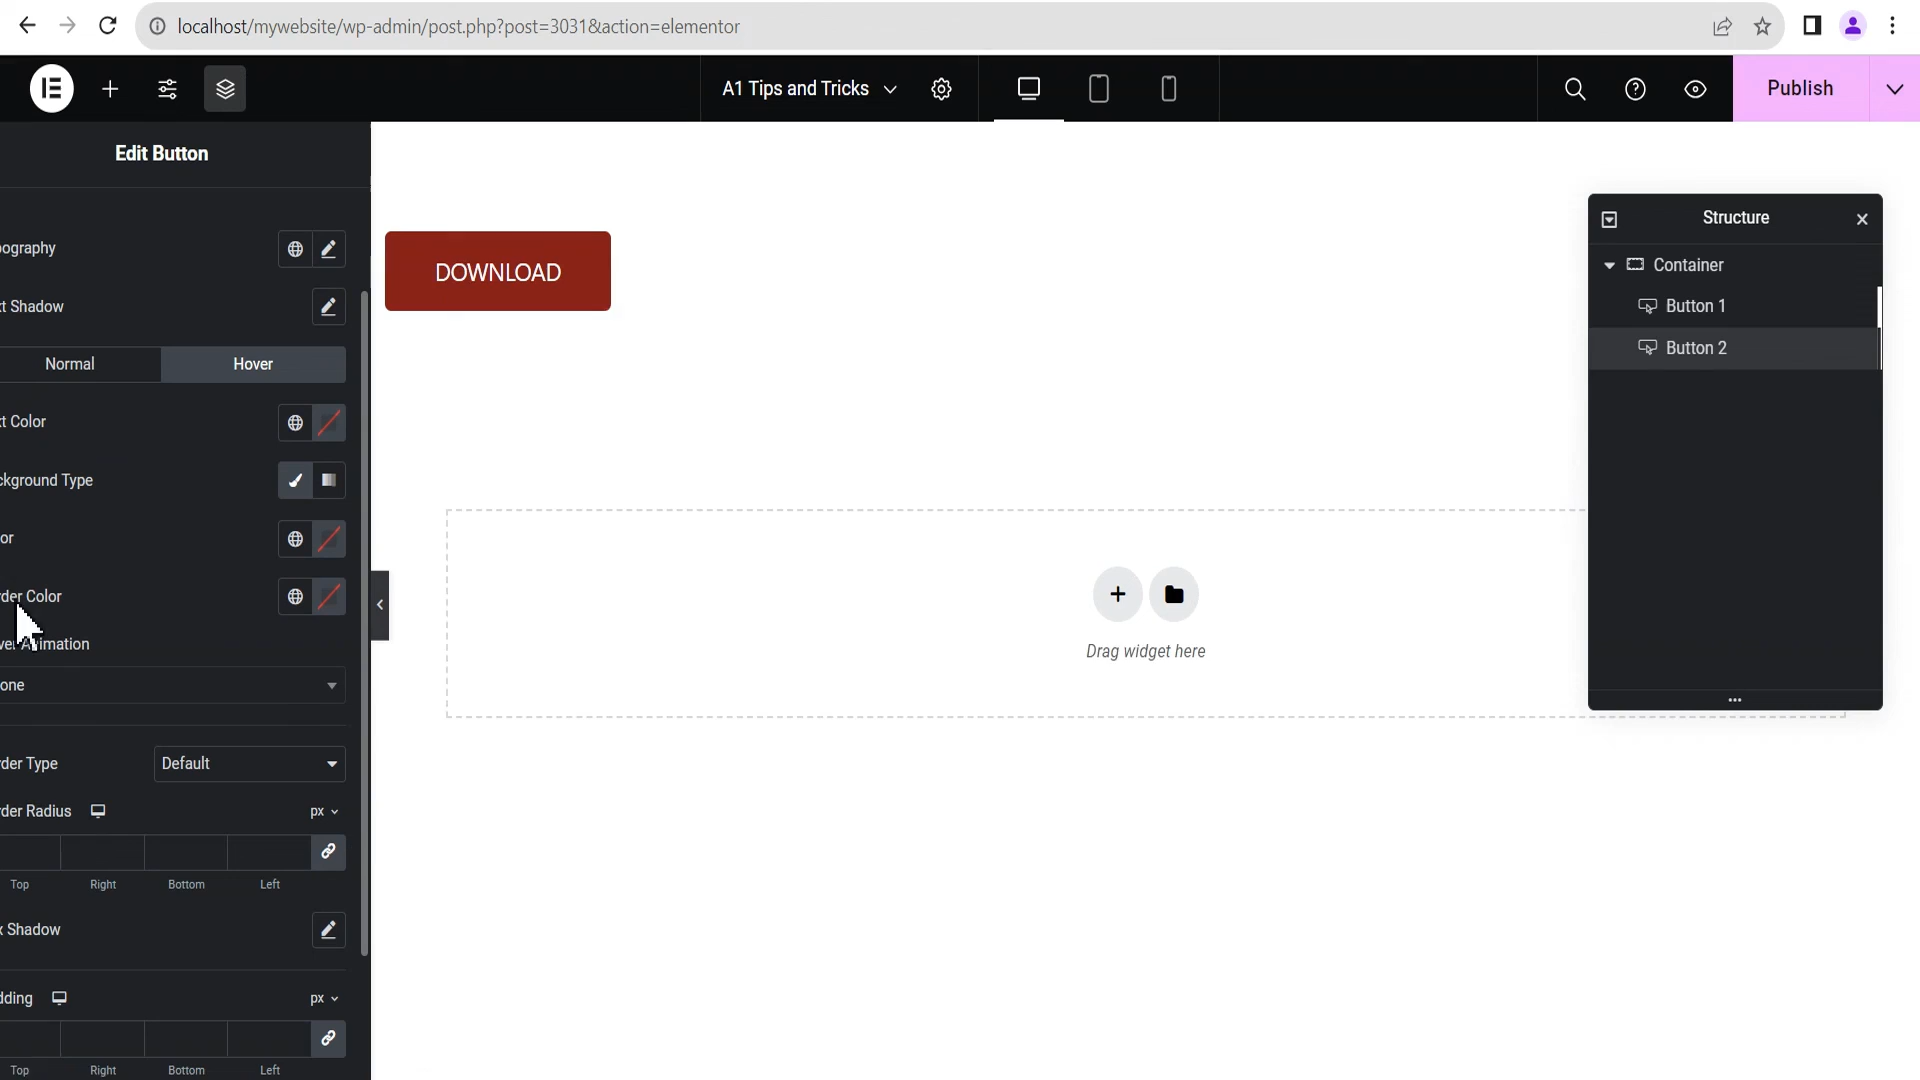 localhost/mywebsite/wp-admin/post.php?post=3031&action=elementor
A1 Tips and Tricks
Publish
Edit Button
Structure
Container
Button 1
Button 2
ography
t Shadow
Normal
Hover
t Color
kground Type
or
der Color
mation
one
der Type
Default
der Radius
px
Top
Right
Bottom
Left
x Shadow
dding
px
Top
Right
Bottom
Left
DOWNLOAD
Drag widget here